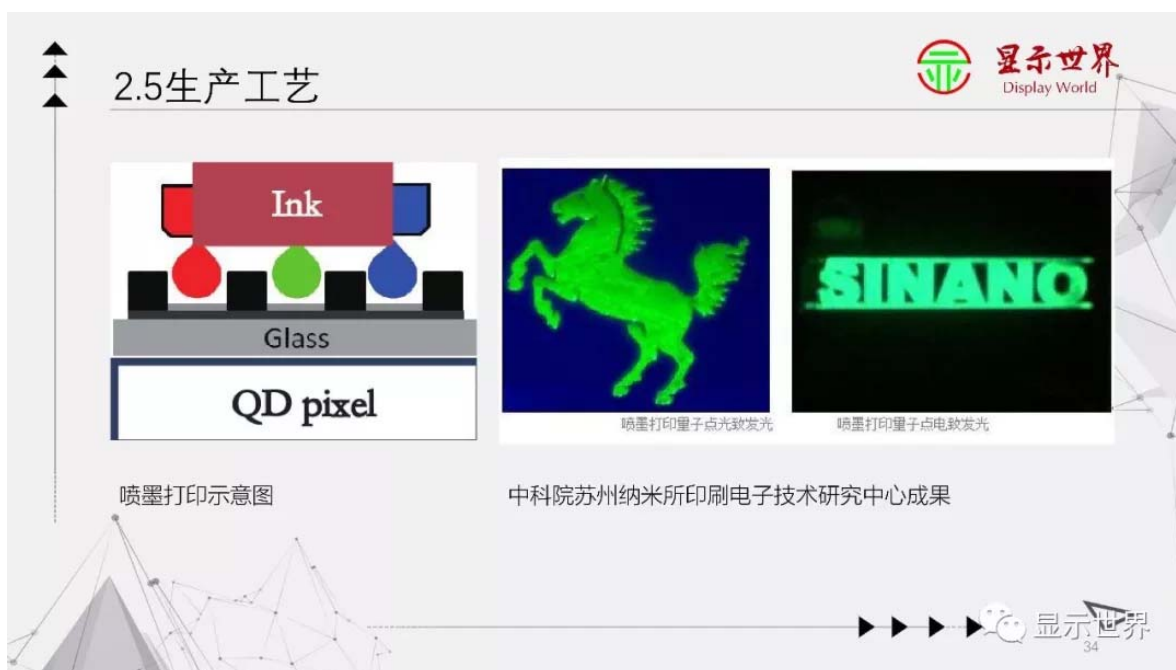 2.5生产工艺
显示世界
Display World
Ink
Glass
QD pixel
SINANO
喷墨打印量子点光致发光
喷墨打印量子点电致发光
喷墨打印示意图
中科院苏州纳米所印刷电子技术研究中心成果
显示世界
34